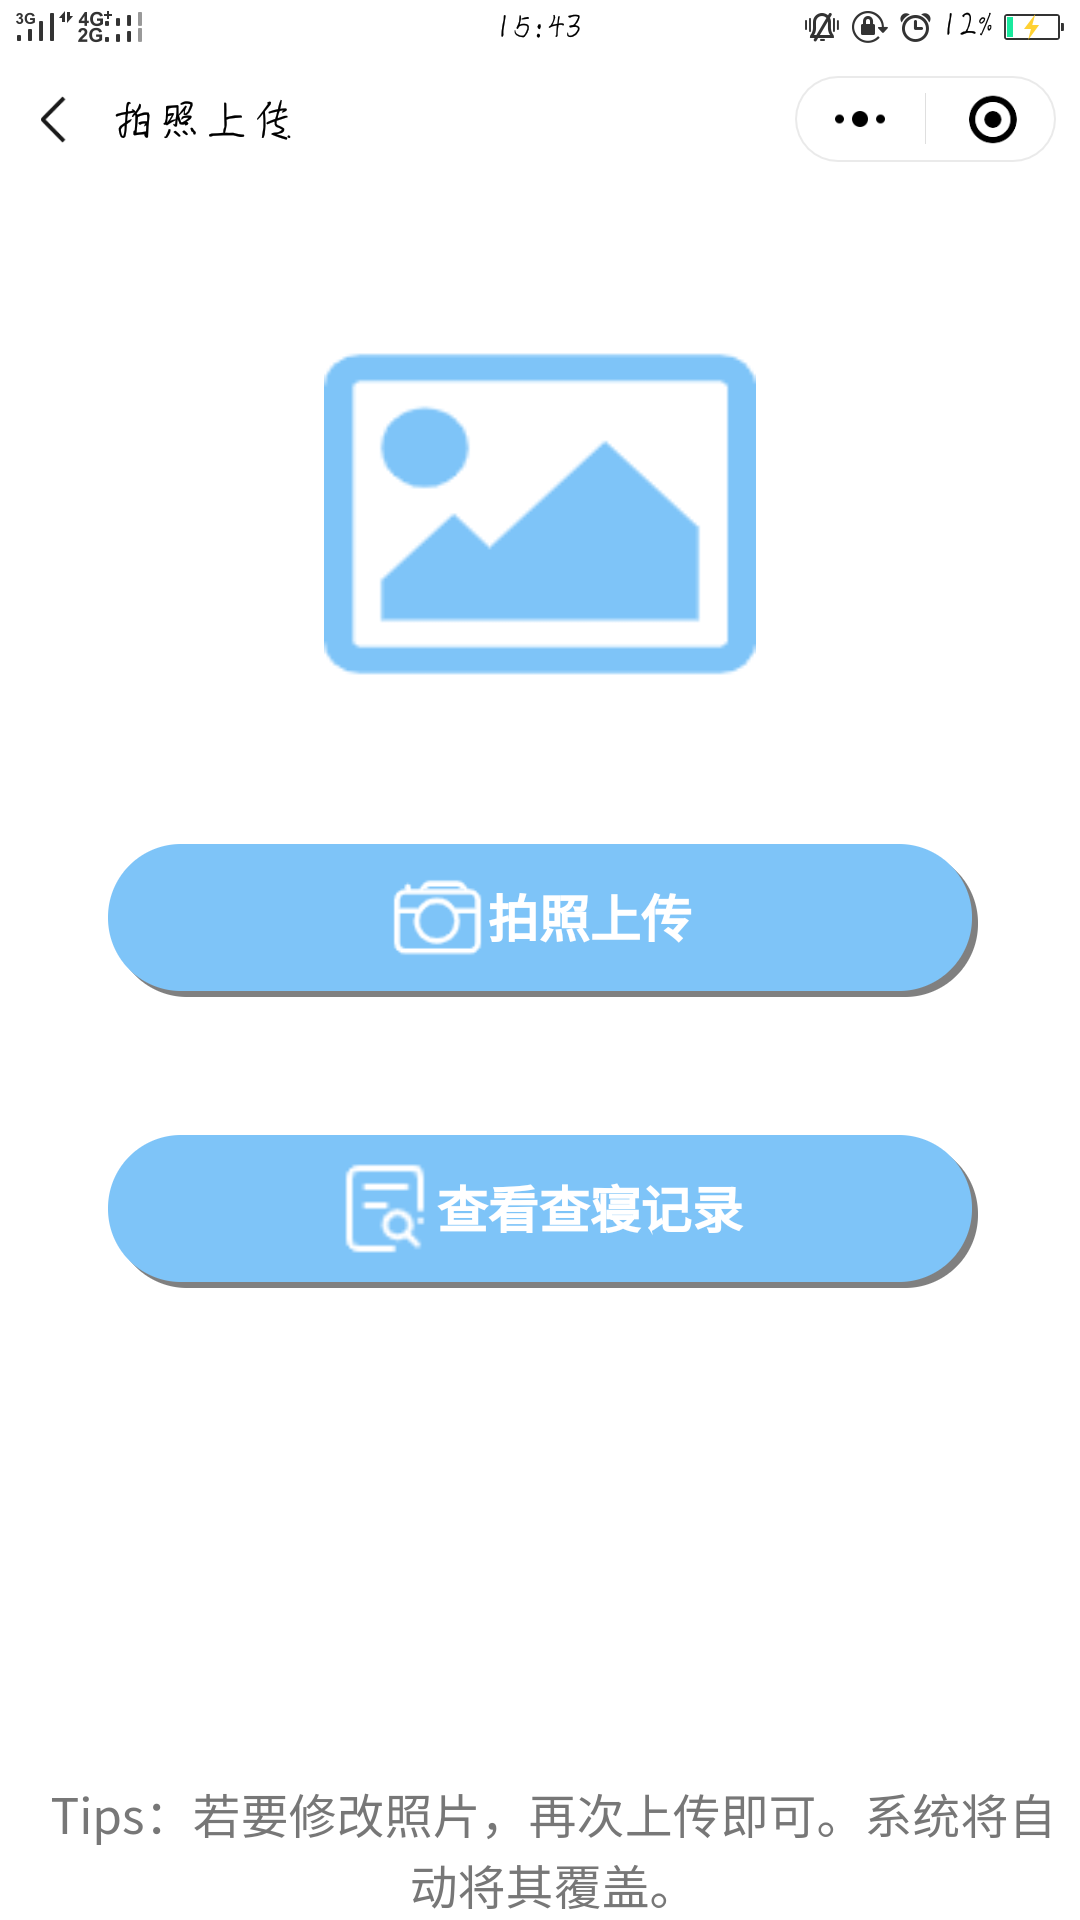 3G 4G+ 2G 15:43 12%
拍照上传
拍照上传
查看查寝记录
Tips：若要修改照片，再次上传即可。系统将自
动将其覆盖。